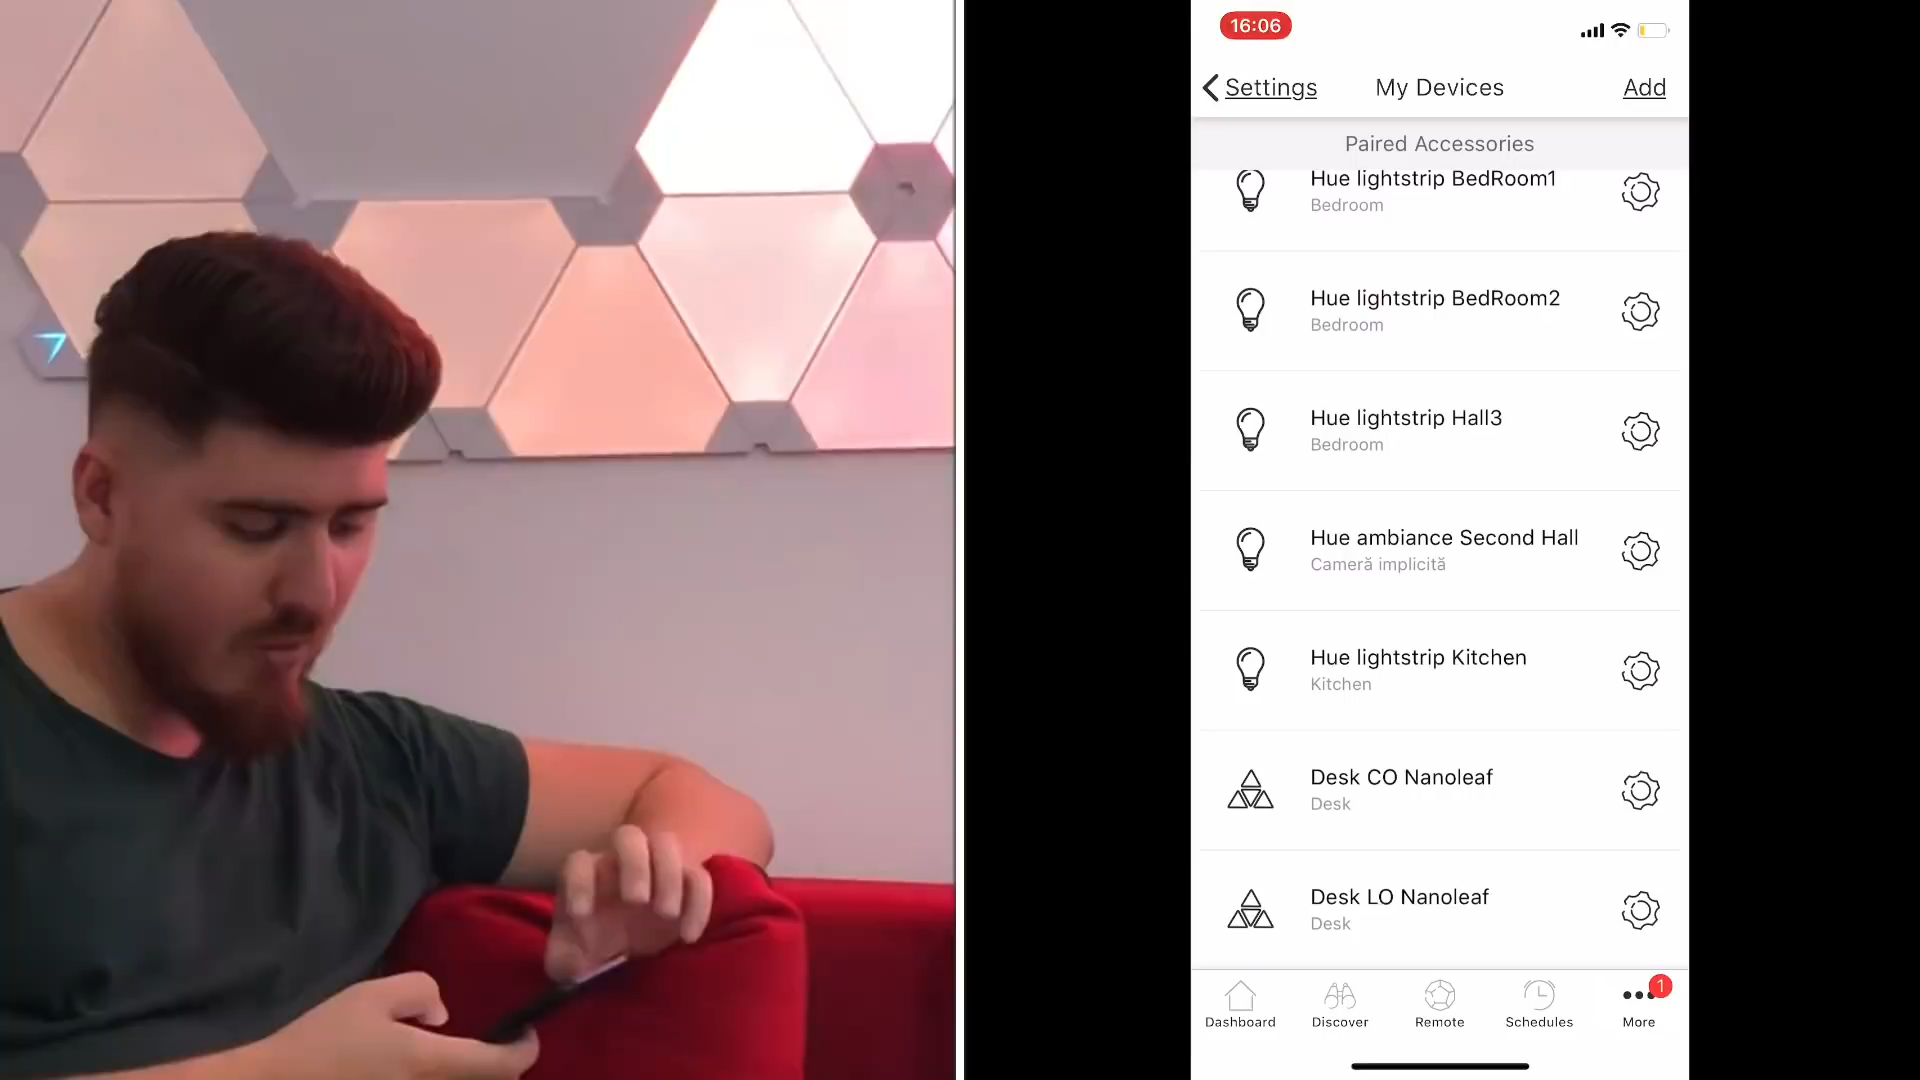 16:06
Settings
My Devices
Add
Paired Accessories
Hue lightstrip BedRoom1
Bedroom
Hue lightstrip BedRoom2
Bedroom
Hue lightstrip Hall3
Bedroom
Hue ambiance Second Hall
Cameră implicită
Hue lightstrip Kitchen
Kitchen
Desk CO Nanoleaf
Desk
Desk LO Nanoleaf
Desk
1
Dashboard
Discover
Remote
Schedules
More